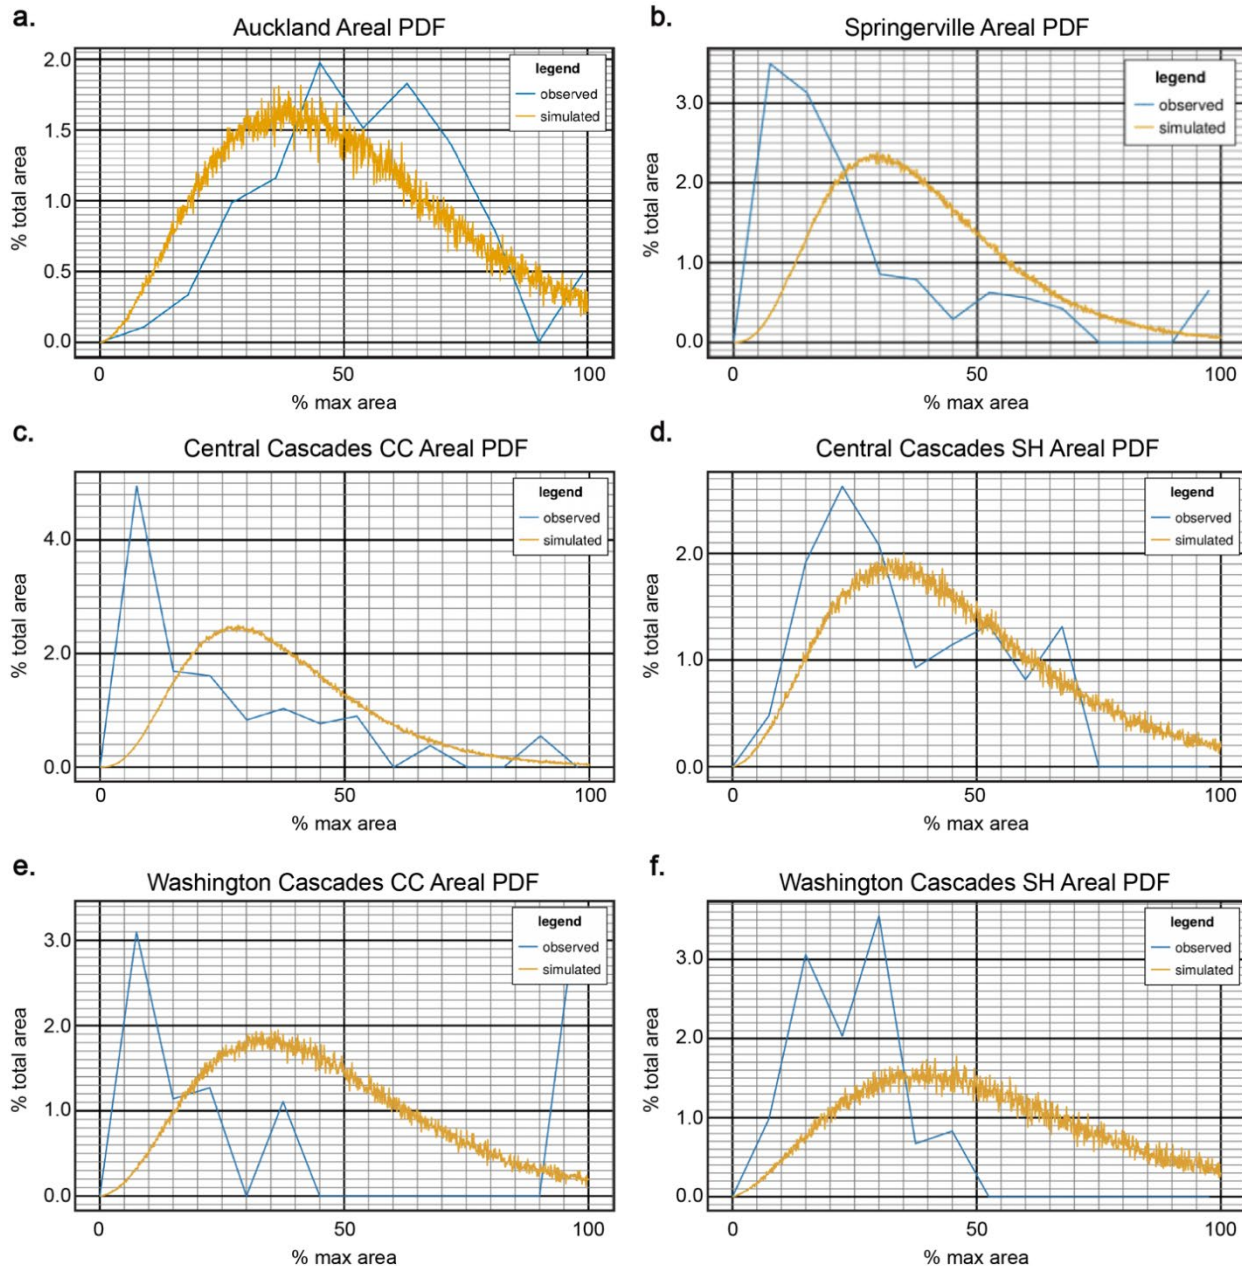 a.
Auckland Areal PDF
2.0
1.5
1.0
0.5
0.0
% total area
legend
observed
simulated
0
50
100
% max area
b.
Springerville Areal PDF
3.0
2.0
1.0
0.0
% total area
legend
observed
simulated
0
50
100
% max area
c.
Central Cascades CC Areal PDF
4.0
2.0
0.0
% total area
legend
observed
simulated
0
50
100
% max area
d.
Central Cascades SH Areal PDF
2.0
1.0
0.0
% total area
legend
observed
simulated
0
50
100
% max area
e.
Washington Cascades CC Areal PDF
3.0
2.0
1.0
0.0
% total area
legend
observed
simulated
0
50
100
% max area
f.
Washington Cascades SH Areal PDF
3.0
2.0
1.0
0.0
% total area
legend
observed
simulated
0
50
100
% max area